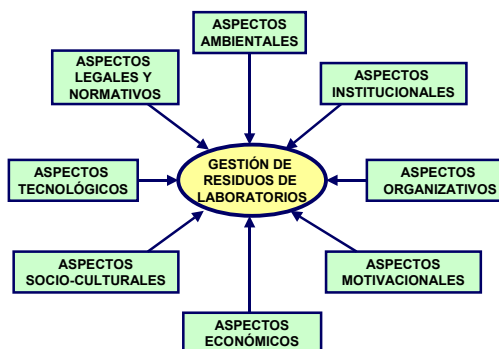 ASPECTOS
AMBIENTALES
ASPECTOS
LEGALES Y
NORMATIVOS
ASPECTOS
INSTITUCIONALES
GESTIÓN DE
RESIDUOS DE
LABORATORIOS
ASPECTOS
TECNOLÓGICOS
ASPECTOS
ORGANIZATIVOS
ASPECTOS
SOCIO-CULTURALES
ASPECTOS
MOTIVACIONALES
ASPECTOS
ECONÓMICOS